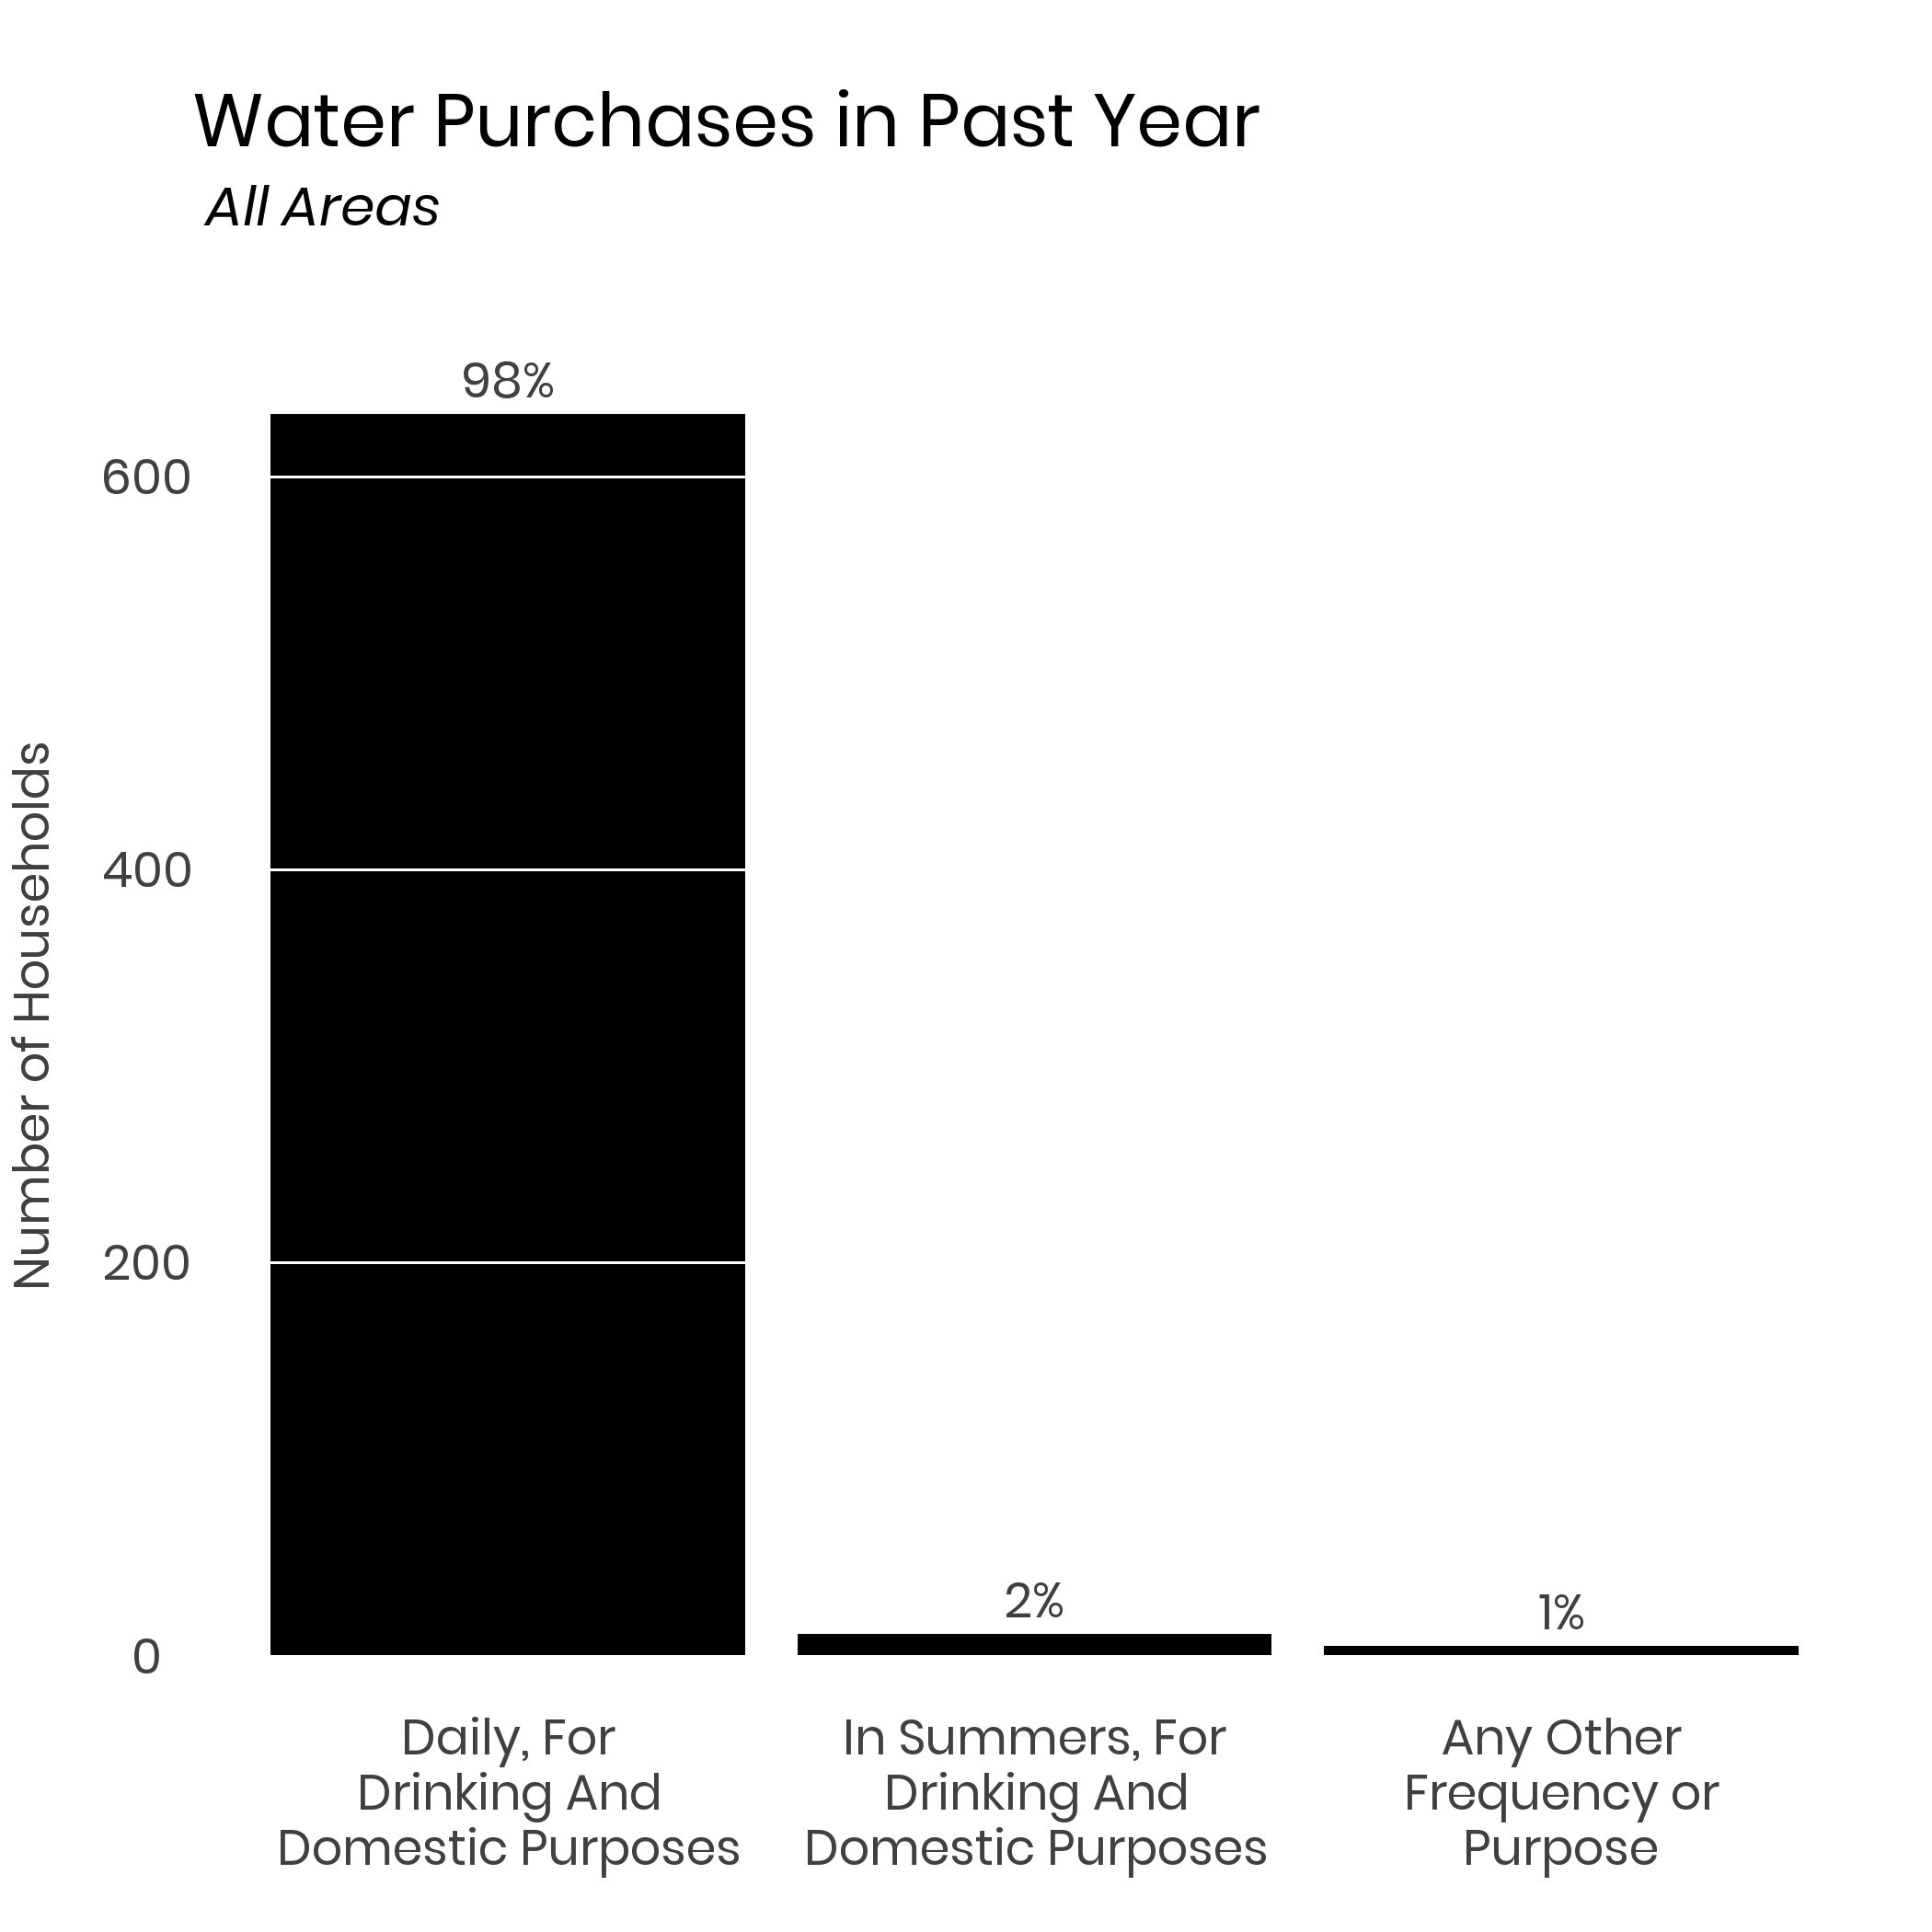 Water Purchases in Past Year
All Areas
98%
600
400
200
2%
1%
0
Number of Households
Daily, For
Drinking And
Domestic Purposes
In Summers, For
Drinking And
Domestic Purposes
Any Other
Frequency or
Purpose